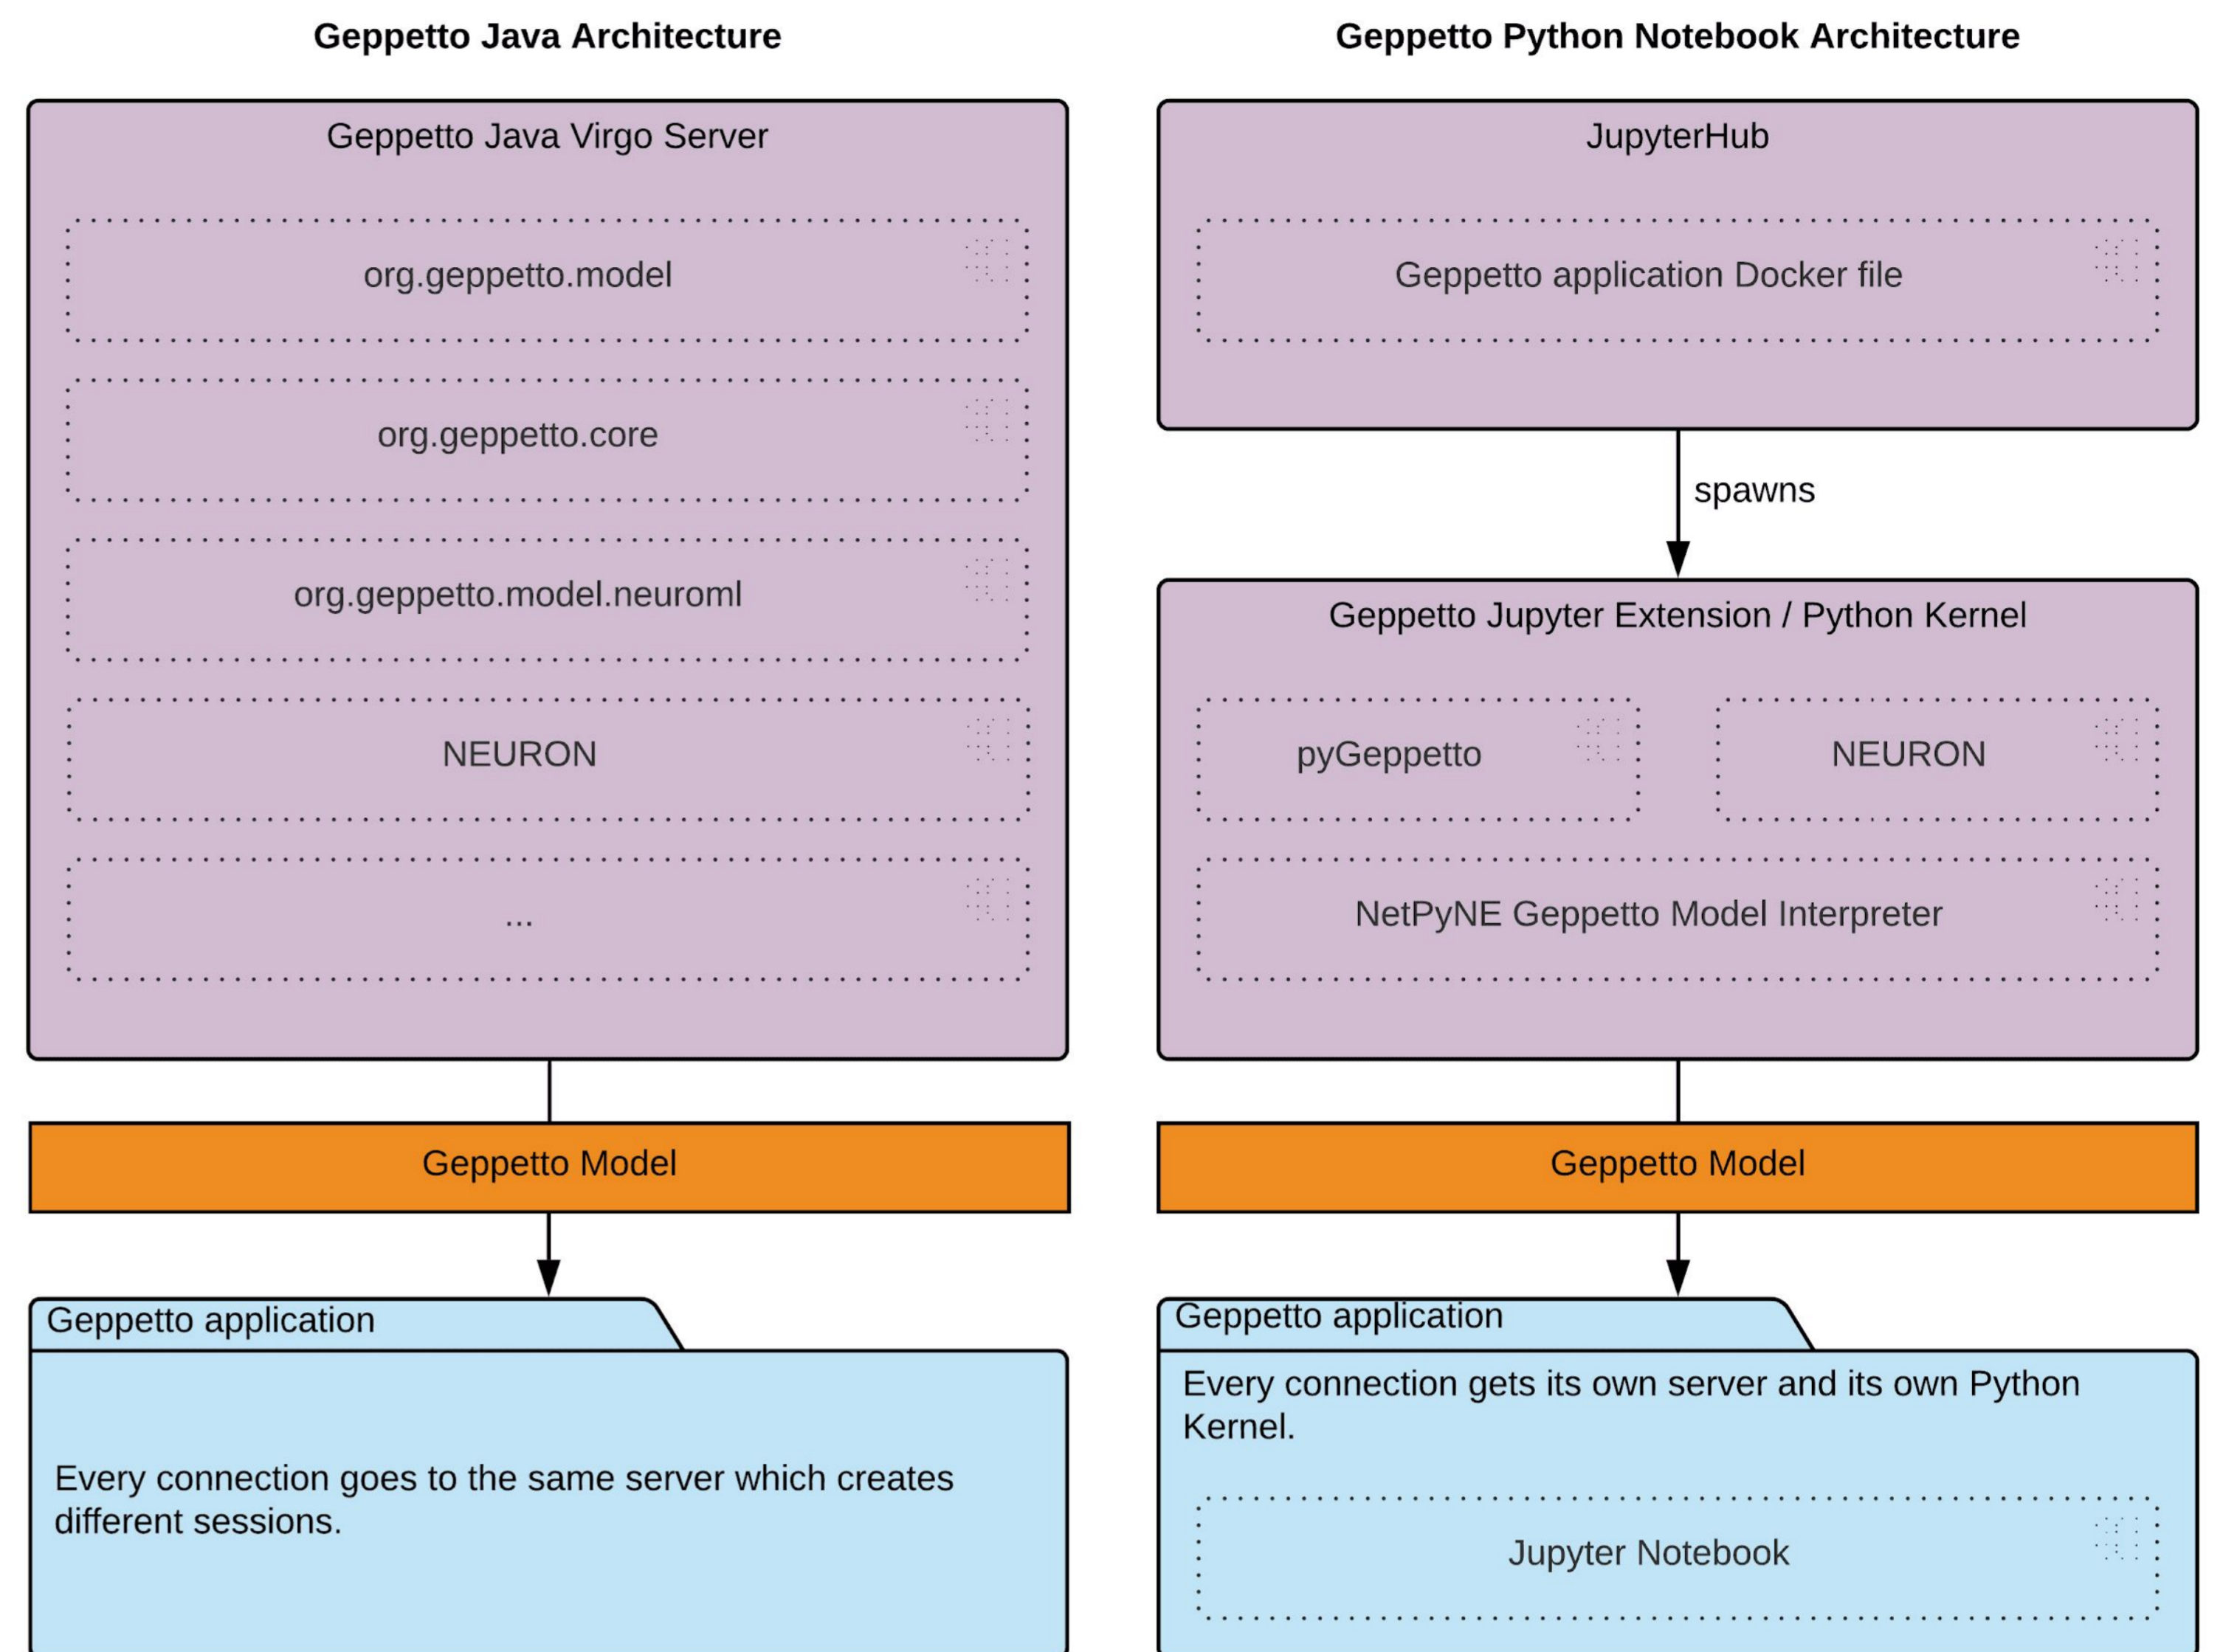 Geppetto Java Architecture
Geppetto Java Virgo Server
org.geppetto.model
org.geppetto.core
org.geppetto.model.neuroml
NEURON
...
Geppetto Model
Geppetto application
Every connection goes to the same server which creates
different sessions.
Geppetto Python Notebook Architecture
JupyterHub
Geppetto application Docker file
spawns
Geppetto Jupyter Extension / Python Kernel
pyGeppetto
NEURON
NetPyNE Geppetto Model Interpreter
Geppetto Model
Geppetto application
Every connection gets its own server and its own Python
Kernel.
Jupyter Notebook